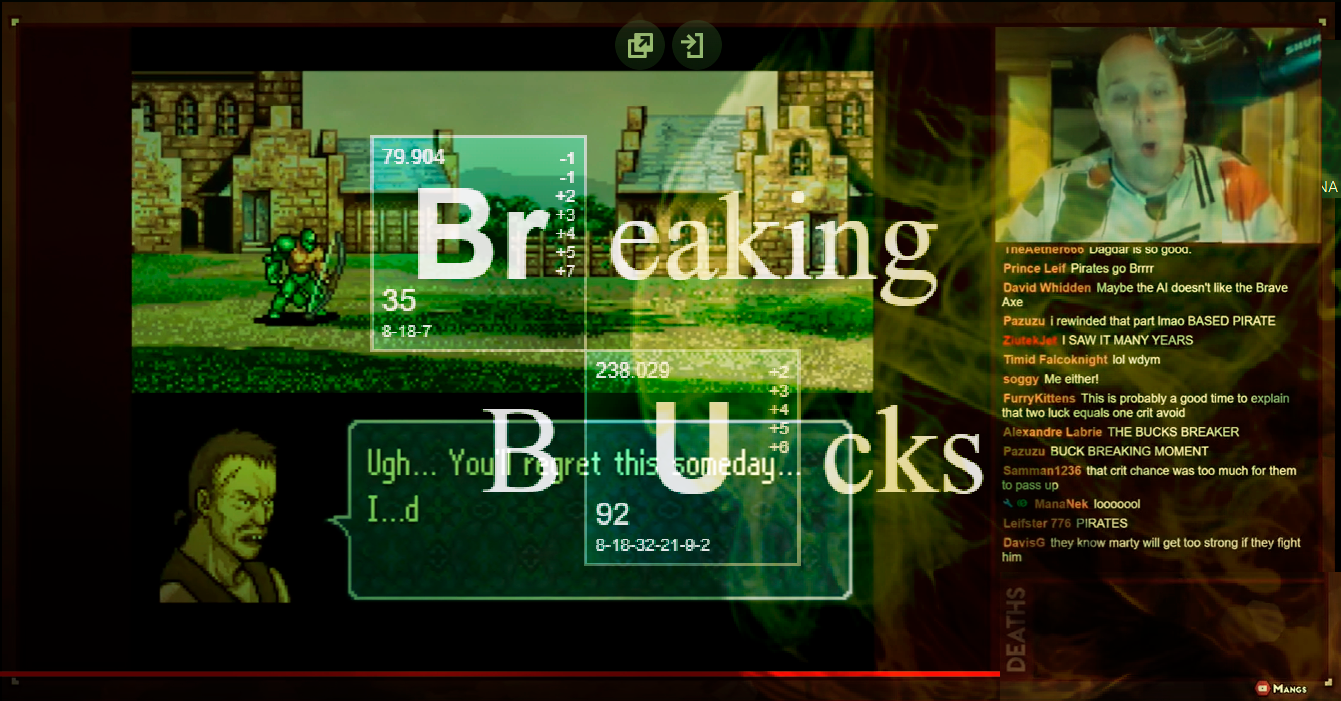 79.904
-1
-1
+2
+3
+4
+5
+7
Breaking
35
8-18-7
238.029
+2
+3
+4
+5
+6
B U cks
Ugh... You'll regret this someday...
I...d
92
8-18-32-21-9-2
SHUR
NA
TheAether666 Dagdar is so good.
Prince Leif Pirates go Brrrr
David Whidden Maybe the AI doesn't like the Brave
Axe
Pazuzu i rewinded that part lmao BASED PIRATE
ZiutekJet I SAW IT MANY YEARS
Timid Falcoknight lol wdym
soggy Me either!
FurryKittens This is probably a good time to explain
that two luck equals one crit avoid
Alexandre Labrie THE BUCKS BREAKER
Pazuzu BUCK BREAKING MOMENT
Samman1236 that crit chance was too much for them
to pass up
ManaNek looooool
Leifster 776 PIRATES
DavisG they know marty will get too strong if they fight
him
DEATHS
MANGS